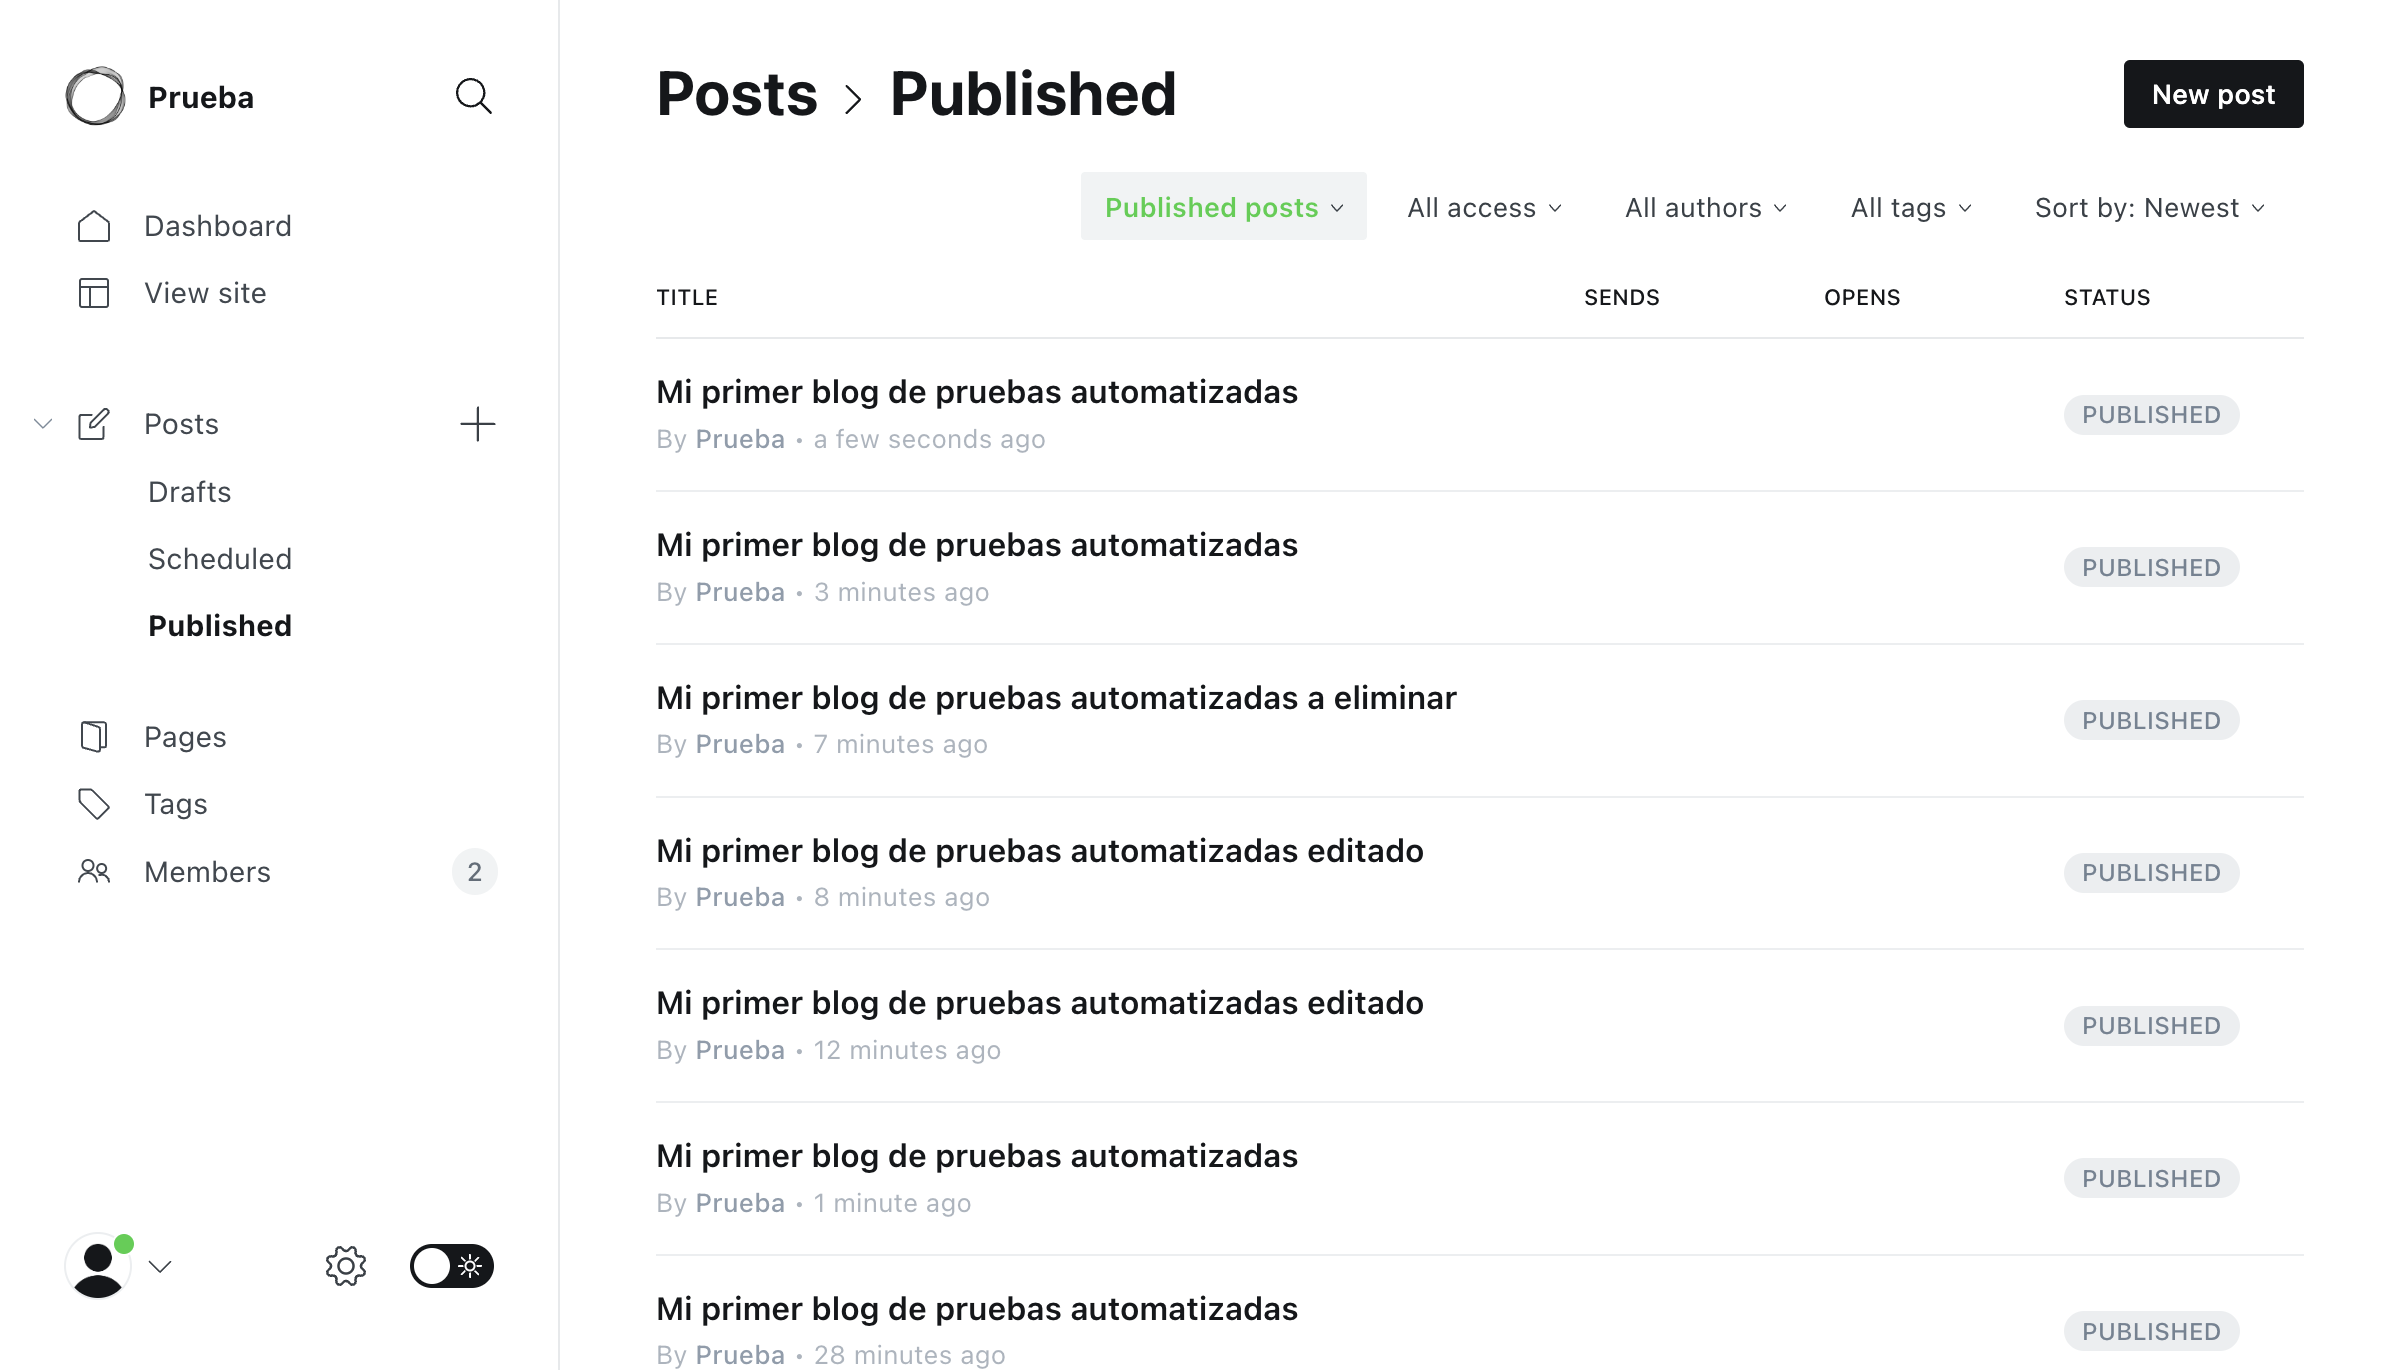 Prueba
Dashboard
View site
Posts
Drafts
Scheduled
Published
Pages
Tags
Members 2
Posts > Published
New post
Published posts All access All authors All tags Sort by: Newest
TITLE SENDS OPENS STATUS
Mi primer blog de pruebas automatizadas
By Prueba • a few seconds ago
PUBLISHED
Mi primer blog de pruebas automatizadas
By Prueba • 3 minutes ago
PUBLISHED
Mi primer blog de pruebas automatizadas a eliminar
By Prueba • 7 minutes ago
PUBLISHED
Mi primer blog de pruebas automatizadas editado
By Prueba • 8 minutes ago
PUBLISHED
Mi primer blog de pruebas automatizadas editado
By Prueba • 12 minutes ago
PUBLISHED
Mi primer blog de pruebas automatizadas
By Prueba • 1 minute ago
PUBLISHED
Mi primer blog de pruebas automatizadas
By Prueba • 28 minutes ago
PUBLISHED